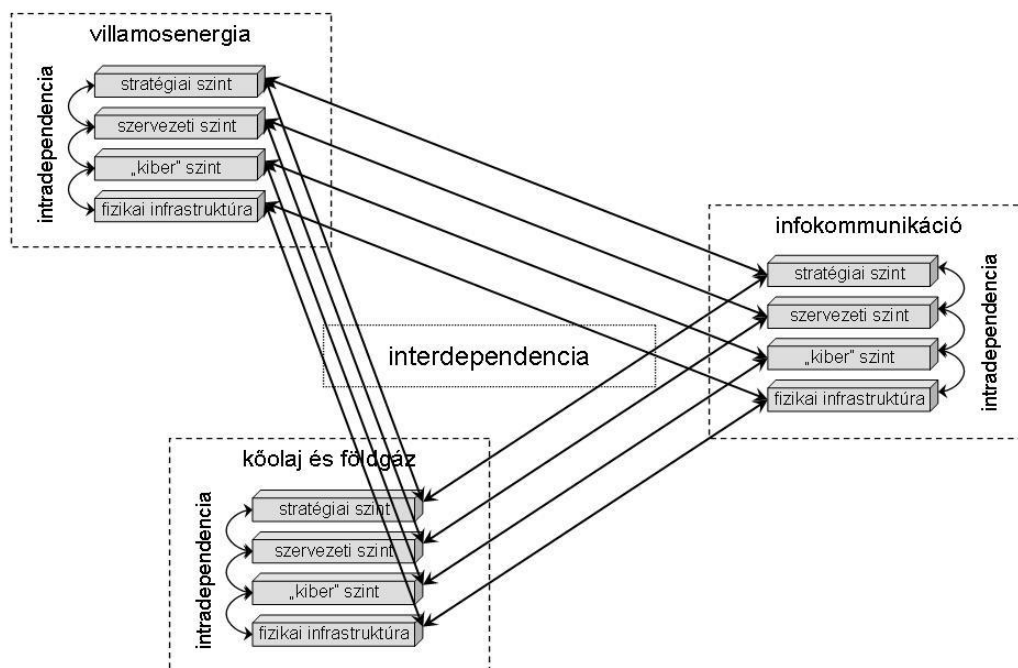 villamosenergia
intradependencia
stratégiai szint
szervezeti szint
„kiber” szint
fizikai infrastruktúra
infokommunikáció
stratégiai szint
szervezeti szint
„kiber” szint
fizikai infrastruktúra
intradependencia
interdependencia
kőolaj és földgáz
intradependencia
stratégiai szint
szervezeti szint
„kiber” szint
fizikai infrastruktúra